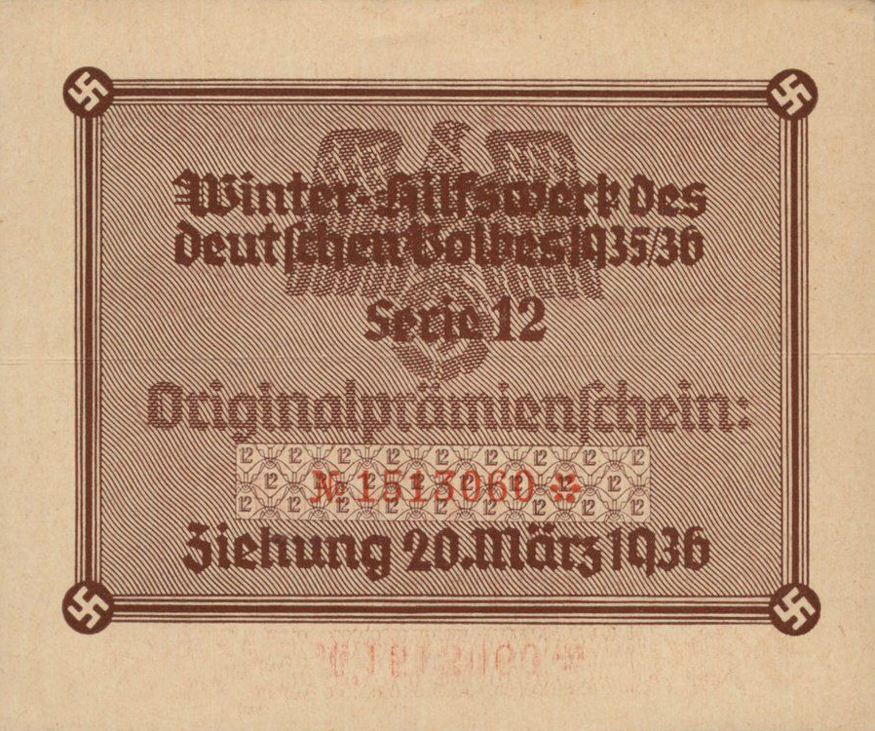 Winter-Hilfswerk des
deutschen Volkes 1935/36
Serie 12
Originalprämienschein:
№ 1513060 ✻
Ziehung 20. März 1936